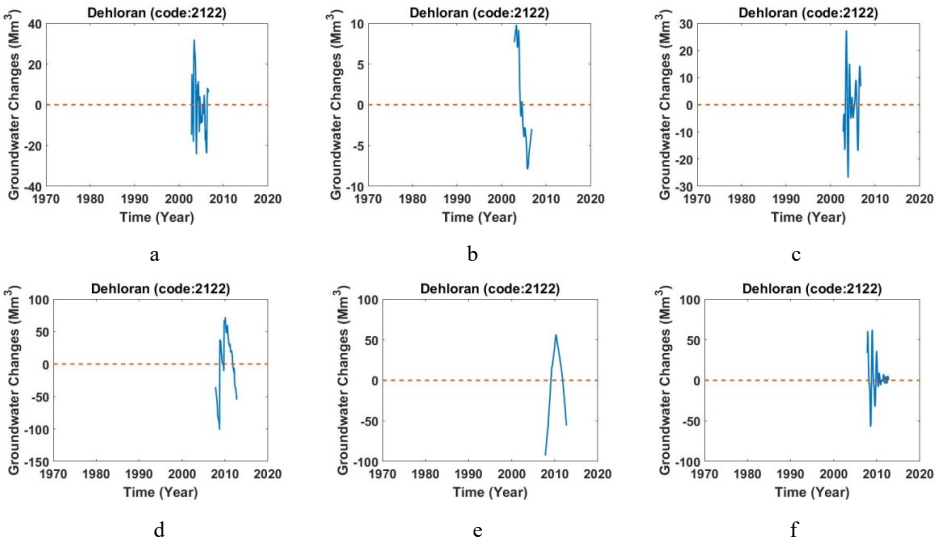 Dehloran (code:2122)
Groundwater Changes (Mm³)
40
20
0
-20
-40
1970 1980 1990 2000 2010 2020
Time (Year)
a
Dehloran (code:2122)
Groundwater Changes (Mm³)
10
5
0
-5
-10
1970 1980 1990 2000 2010 2020
Time (Year)
b
Dehloran (code:2122)
Groundwater Changes (Mm³)
30
20
10
0
-10
-20
-30
1970 1980 1990 2000 2010 2020
Time (Year)
c
Dehloran (code:2122)
Groundwater Changes (Mm³)
100
50
0
-50
-100
-150
1970 1980 1990 2000 2010 2020
Time (Year)
d
Dehloran (code:2122)
Groundwater Changes (Mm³)
100
50
0
-50
-100
1970 1980 1990 2000 2010 2020
Time (Year)
e
Dehloran (code:2122)
Groundwater Changes (Mm³)
100
50
0
-50
-100
1970 1980 1990 2000 2010 2020
Time (Year)
f